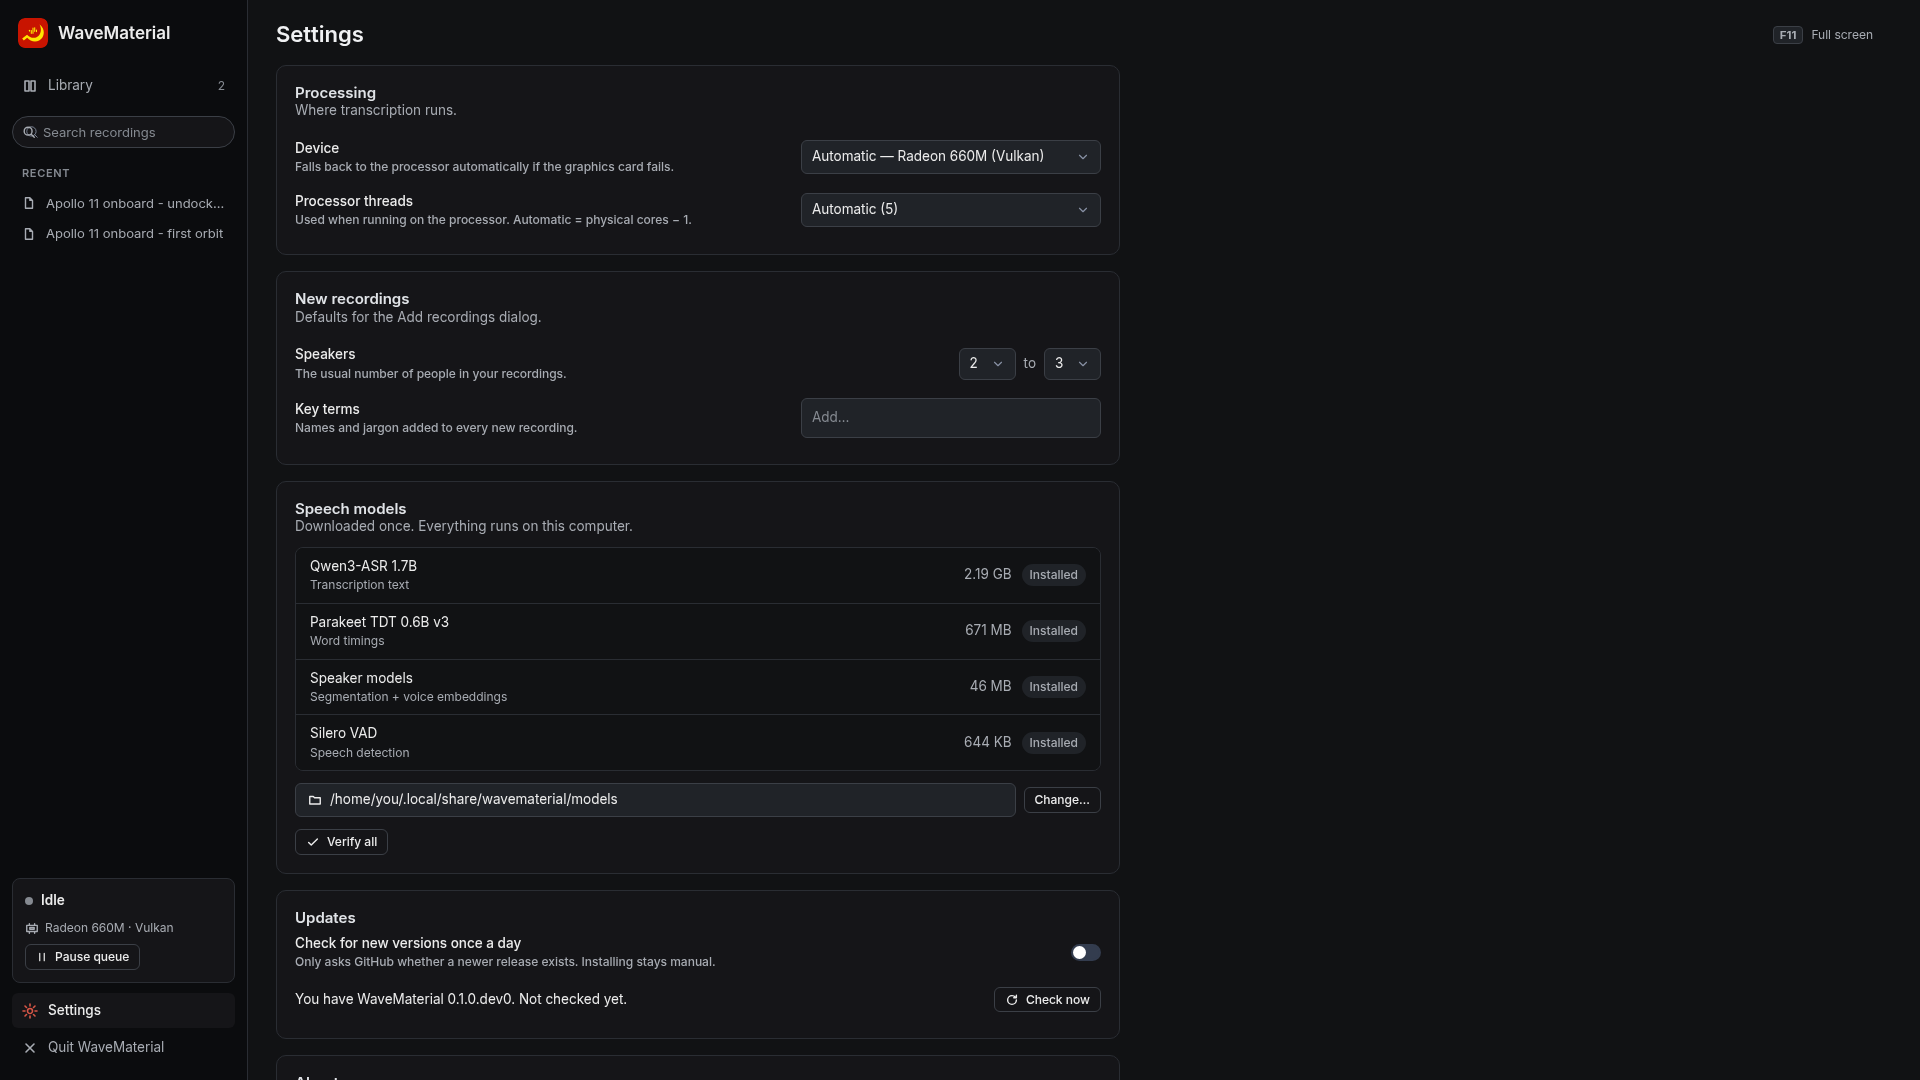 WaveMaterial
Library 2
Search recordings
RECENT
Apollo 11 onboard - undock...
Apollo 11 onboard - first orbit
Idle
Radeon 660M · Vulkan
Pause queue
Settings
Quit WaveMaterial
Settings
F11 Full screen
Processing
Where transcription runs.
Device
Falls back to the processor automatically if the graphics card fails.
Automatic — Radeon 660M (Vulkan)
Processor threads
Used when running on the processor. Automatic = physical cores − 1.
Automatic (5)
New recordings
Defaults for the Add recordings dialog.
Speakers
The usual number of people in your recordings.
2 to 3
Key terms
Names and jargon added to every new recording.
Add...
Speech models
Downloaded once. Everything runs on this computer.
Qwen3-ASR 1.7B
Transcription text
2.19 GB Installed
Parakeet TDT 0.6B v3
Word timings
671 MB Installed
Speaker models
Segmentation + voice embeddings
46 MB Installed
Silero VAD
Speech detection
644 KB Installed
/home/you/.local/share/wavematerial/models
Change...
Verify all
Updates
Check for new versions once a day
Only asks GitHub whether a newer release exists. Installing stays manual.
You have WaveMaterial 0.1.0.dev0. Not checked yet.
Check now